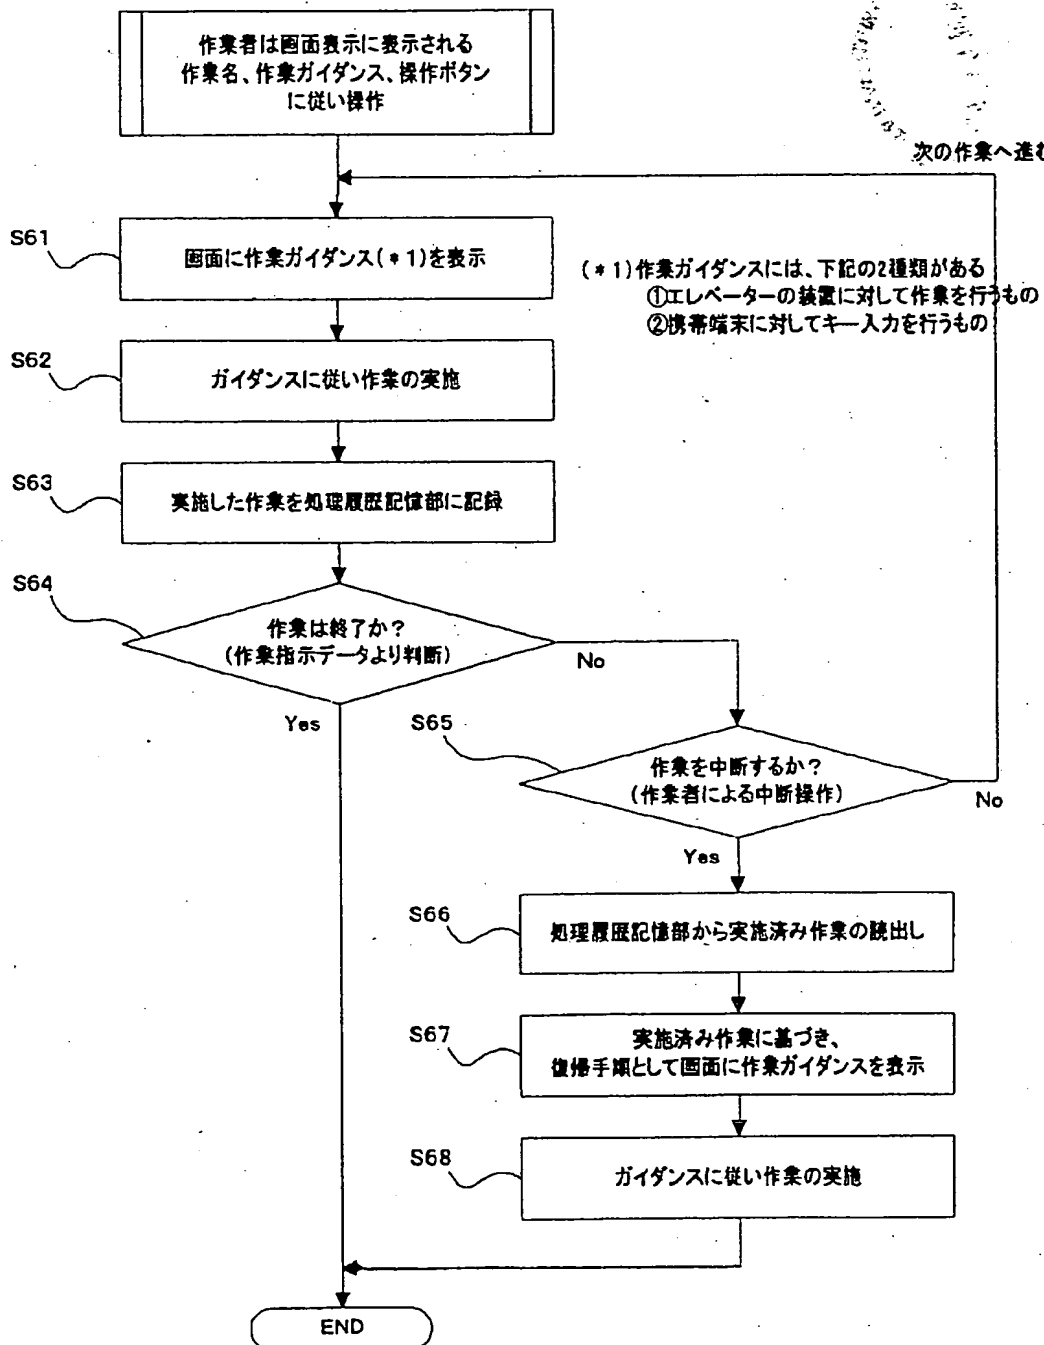 作業者は画面表示に表示される
作業名、作業ガイダンス、操作ボタン
に従い操作
次の作業へ進む
S61
画面に作業ガイダンス(*1)を表示
(*1)作業ガイダンスには、下記の2種類がある
①エレベーターの装置に対して作業を行うもの
②携帯端末に対してキー入力を行うもの
S62
ガイダンスに従い作業の実施
S63
実施した作業を処理履歴記憶部に記録
S64
作業は終了か?
(作業指示データより判断)
No
Yes
S65
作業を中断するか?
(作業者による中断操作)
No
Yes
S66
処理履歴記憶部から実施済み作業の読出し
S67
実施済み作業に基づき、
復帰手順として画面に作業ガイダンスを表示
S68
ガイダンスに従い作業の実施
END